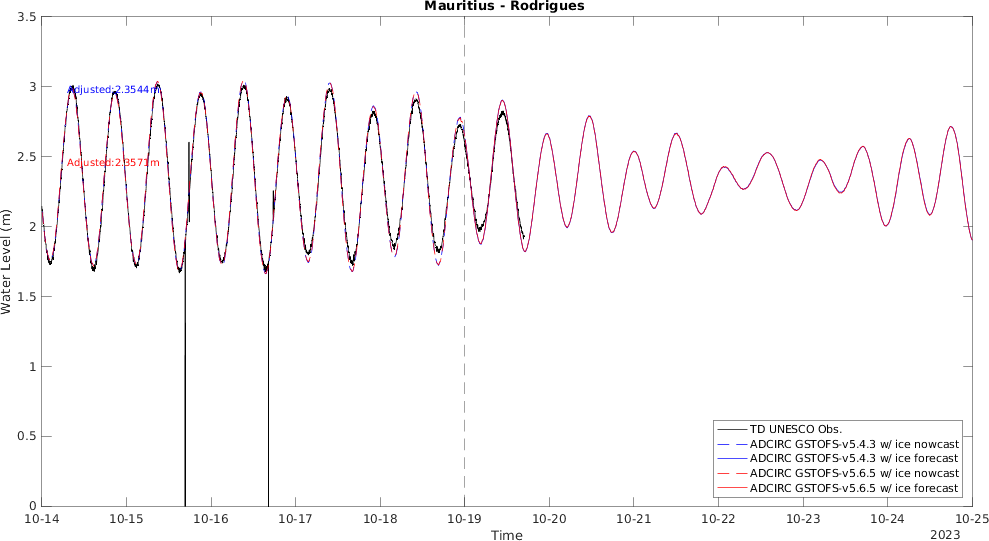 Mauritius - Rodrigues
3.5
3
2.5
2
1.5
1
0.5
0
Water Level (m)
Adjusted:2.3544m
Adjusted:2.3571m
TD UNESCO Obs.
ADCIRC GSTOFS-v5.4.3 w/ ice nowcast
ADCIRC GSTOFS-v5.4.3 w/ ice forecast
ADCIRC GSTOFS-v5.6.5 w/ ice nowcast
ADCIRC GSTOFS-v5.6.5 w/ ice forecast
10-14 10-15 10-16 10-17 10-18 10-19 10-20 10-21 10-22 10-23 10-24 10-25
Time
2023